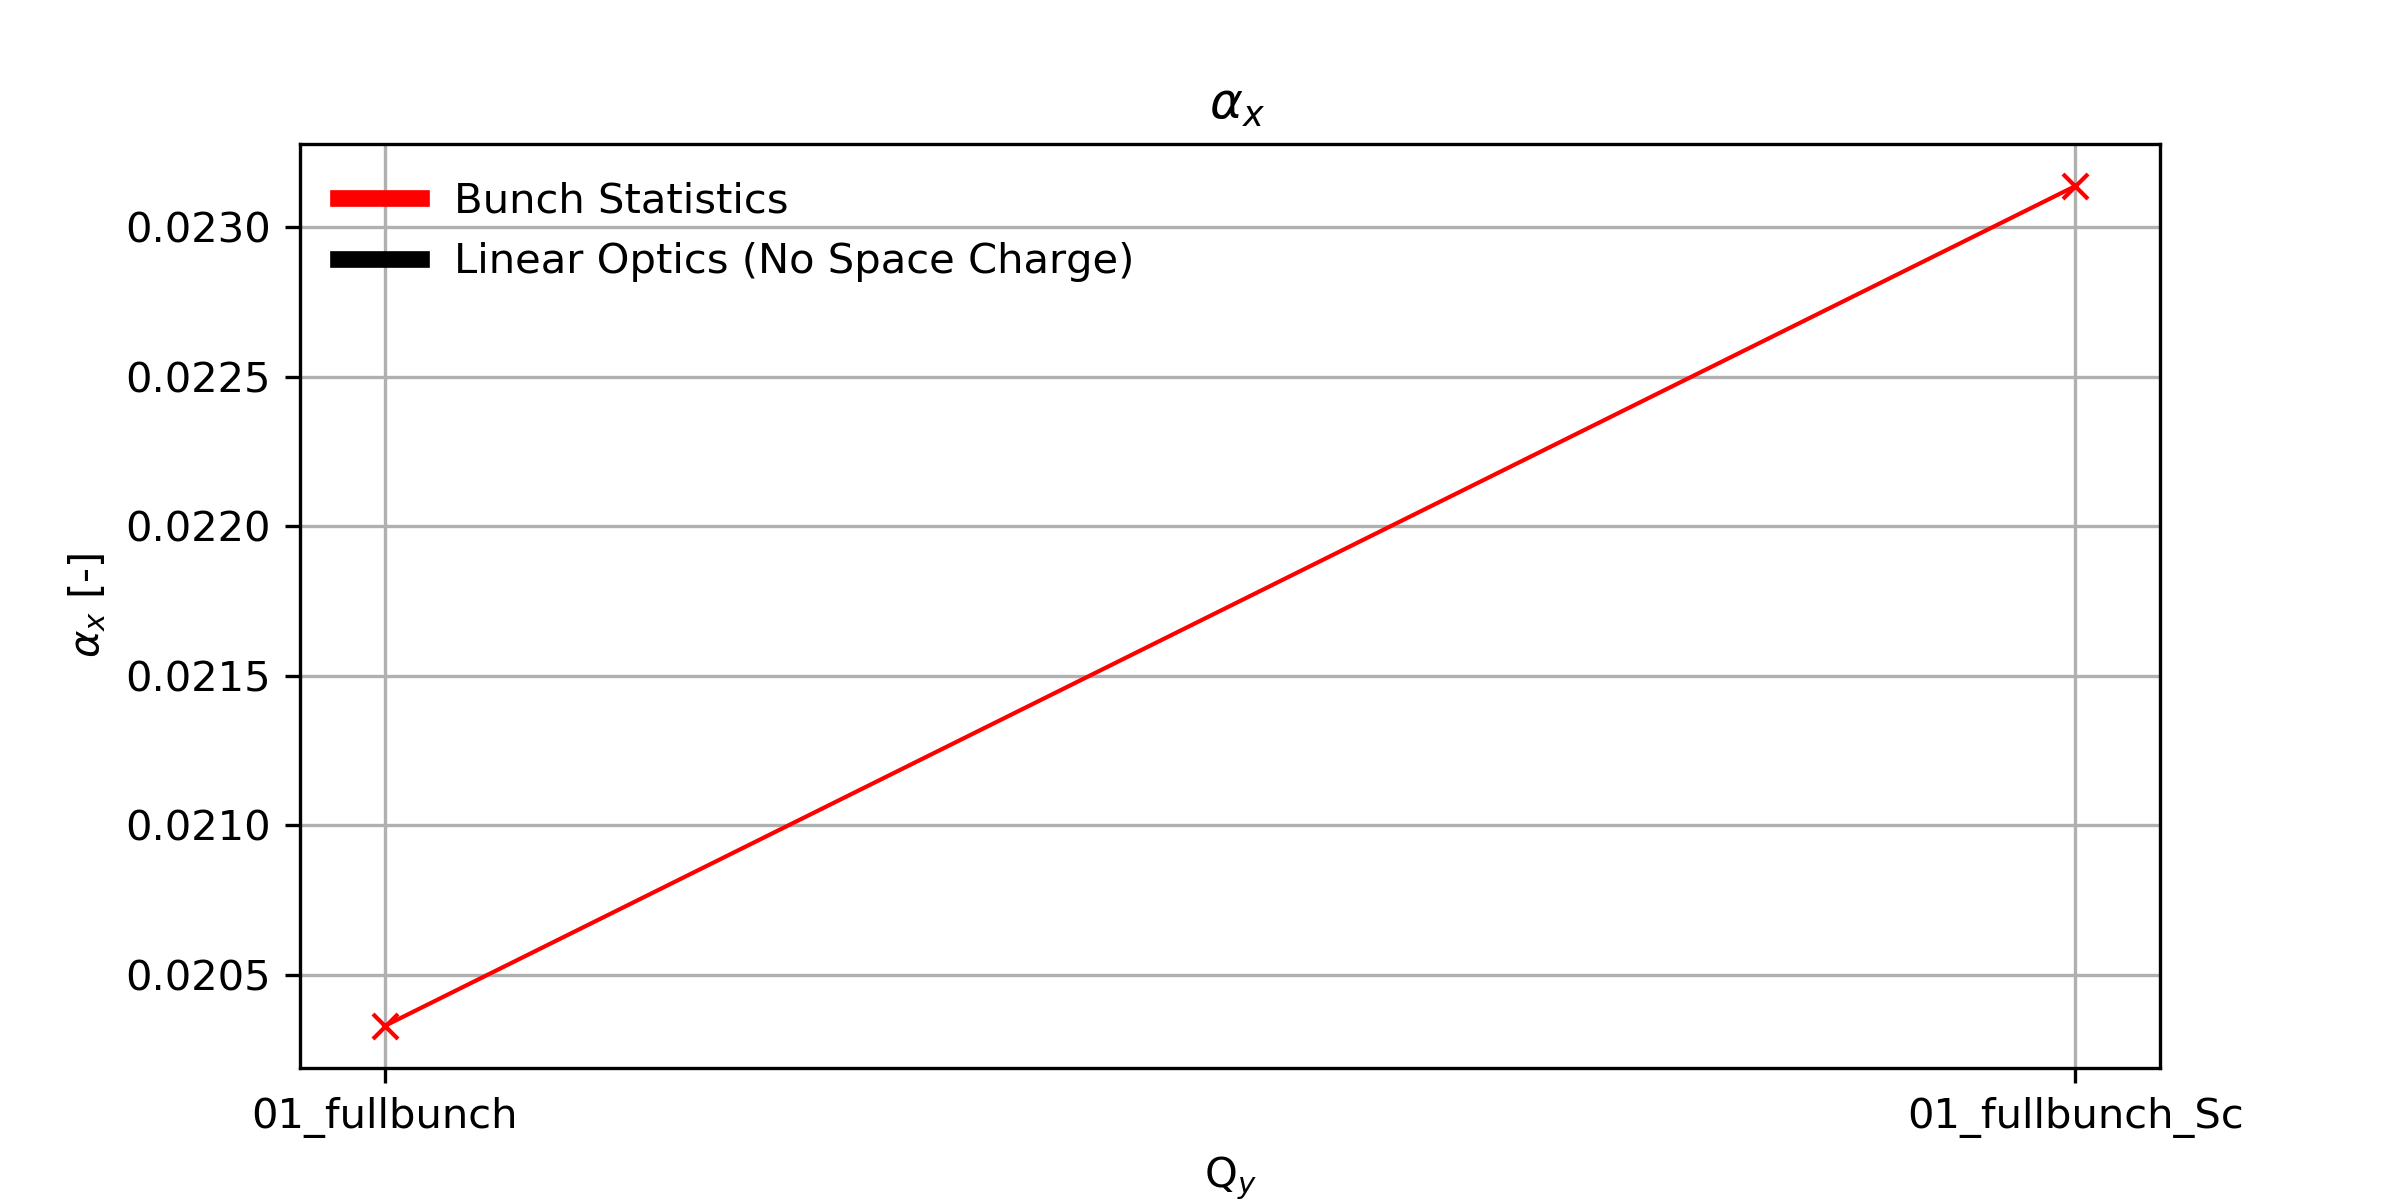 αₓ
Bunch Statistics
Linear Optics (No Space Charge)
0.0230
0.0225
0.0220
0.0215
0.0210
0.0205
αₓ [-]
01_fullbunch
01_fullbunch_Sc
Q_y